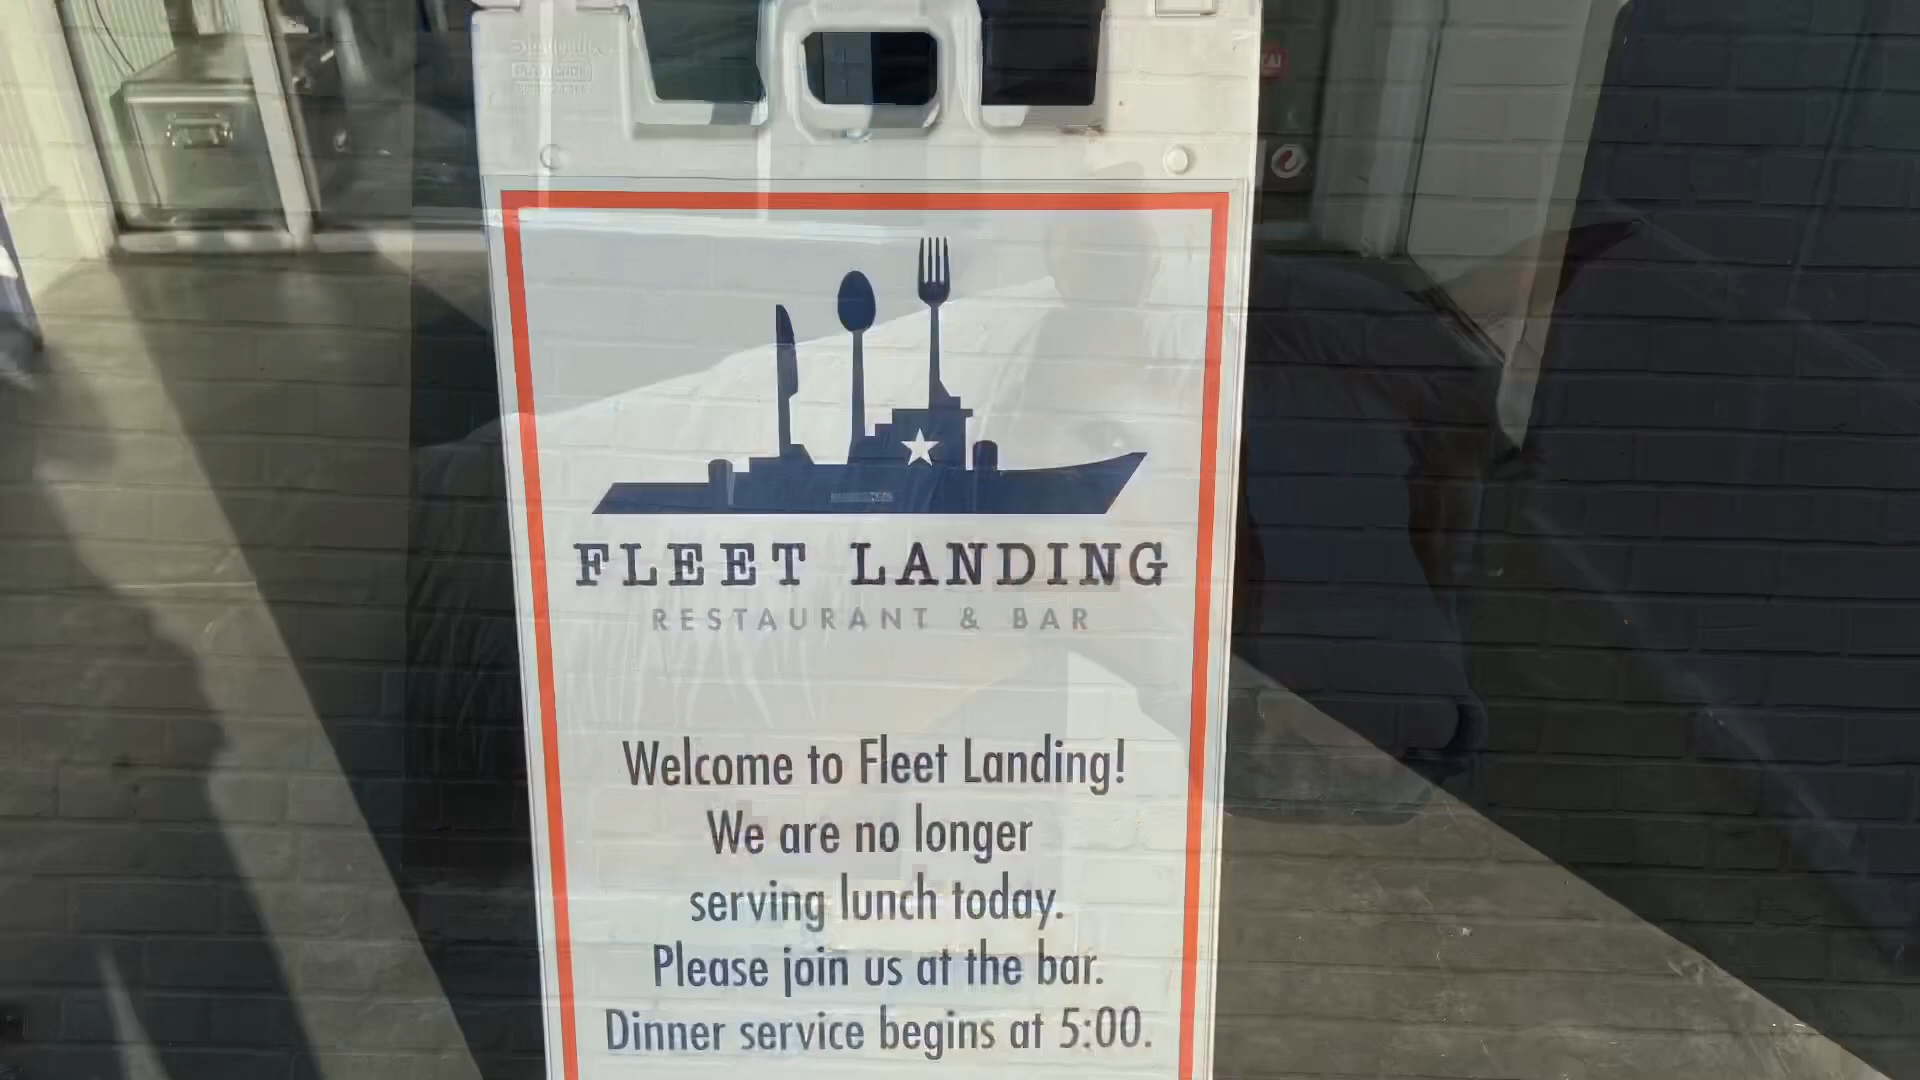 FLEET LANDING
RESTAURANT & BAR
Welcome to Fleet Landing!
We are no longer
serving lunch today.
Please join us at the bar.
Dinner service begins at 5:00.